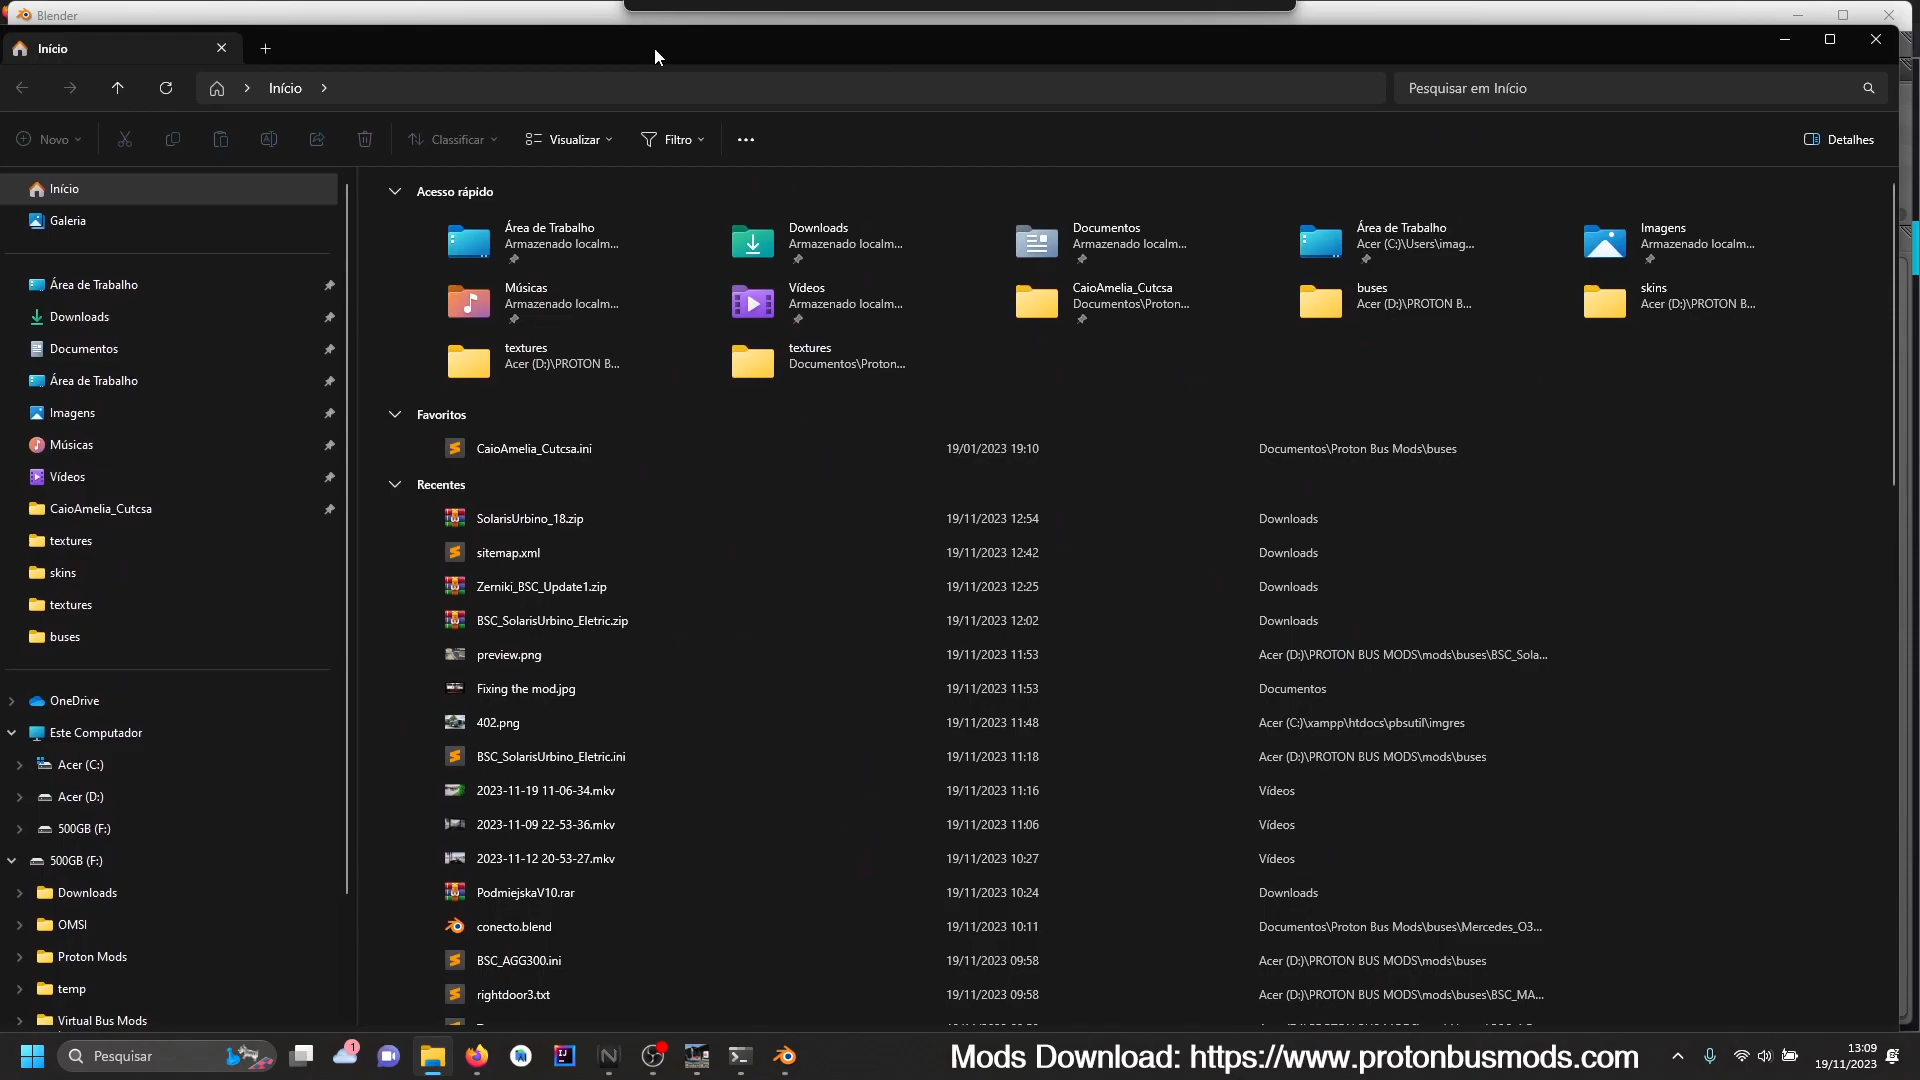 Blender
Início
Início
Pesquisar em Início
Novo
Classificar
Visualizar
Filtro
Detalhes
Início
Galeria
Área de Trabalho
Downloads
Documentos
Área de Trabalho
Imagens
Músicas
Vídeos
CaioAmelia_Cutcsa
textures
skins
textures
buses
OneDrive
Este Computador
Acer (C:)
Acer (D:)
500GB (F:)
500GB (F:)
Downloads
OMSI
Proton Mods
temp
Virtual Bus Mods
Acesso rápido
Área de Trabalho
Armazenado localm...
Downloads
Armazenado localm...
Documentos
Armazenado localm...
Área de Trabalho
Acer (C:)\Users\imag...
Imagens
Armazenado localm...
Músicas
Armazenado localm...
Vídeos
Armazenado localm...
CaioAmelia_Cutcsa
Documentos\Proton...
buses
Acer (D:)\PROTON B...
skins
Acer (D:)\PROTON B...
textures
Acer (D:)\PROTON B...
textures
Documentos\Proton...
Favoritos
CaioAmelia_Cutcsa.ini 19/01/2023 19:10 Documentos\Proton Bus Mods\buses
Recentes
SolarisUrbino_18.zip 19/11/2023 12:54 Downloads
sitemap.xml 19/11/2023 12:42 Downloads
Zerniki_BSC_Update1.zip 19/11/2023 12:25 Downloads
BSC_SolarisUrbino_Eletric.zip 19/11/2023 12:02 Downloads
preview.png 19/11/2023 11:53 Acer (D:)\PROTON BUS MODS\mods\buses\BSC_Sola...
Fixing the mod.jpg 19/11/2023 11:53 Documentos
402.png 19/11/2023 11:48 Acer (C:)\xampp\htdocs\pbsutil\imgres
BSC_SolarisUrbino_Eletric.ini 19/11/2023 11:18 Acer (D:)\PROTON BUS MODS\mods\buses
2023-11-19 11-06-34.mkv 19/11/2023 11:16 Vídeos
2023-11-09 22-53-36.mkv 19/11/2023 11:06 Vídeos
2023-11-12 20-53-27.mkv 19/11/2023 10:27 Vídeos
PodmiejskaV10.rar 19/11/2023 10:24 Downloads
conecto.blend 19/11/2023 10:11 Documentos\Proton Bus Mods\buses\Mercedes_O3...
BSC_AGG300.ini 19/11/2023 09:58 Acer (D:)\PROTON BUS MODS\mods\buses
rightdoor3.txt 19/11/2023 09:58 Acer (D:)\PROTON BUS MODS\mods\buses\BSC_MA...
Pesquisar
1
Mods Download: https://www.protonbusmods.com
13:09
19/11/2023